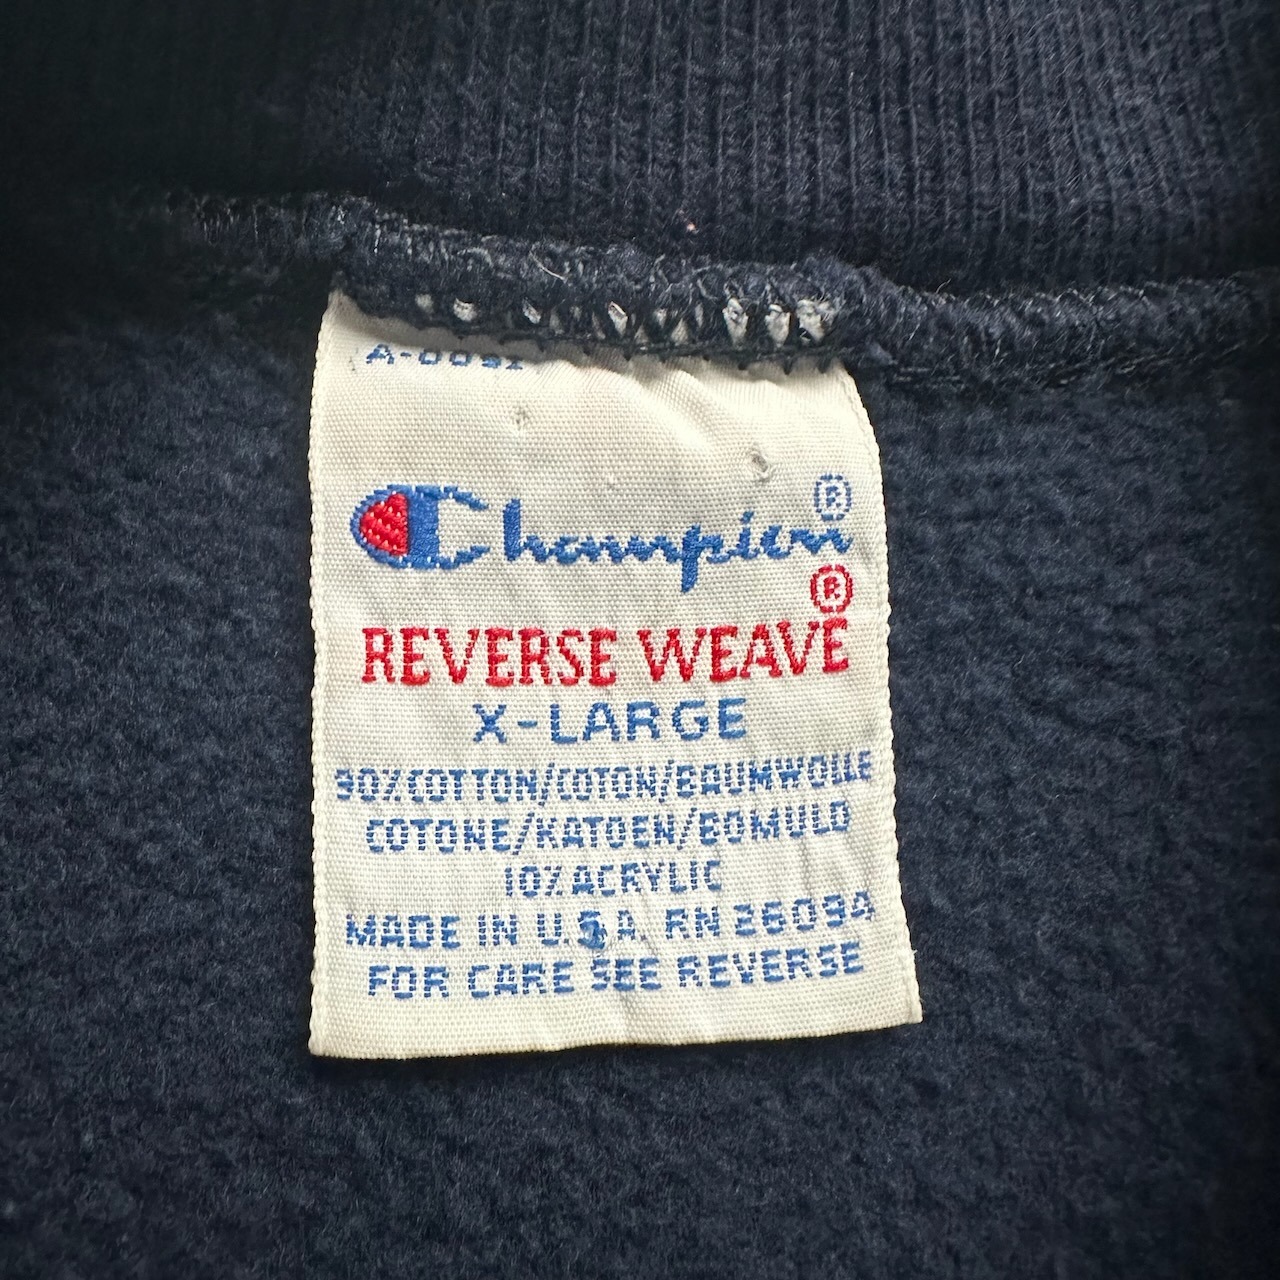 A-0091
Champion®
®
REVERSE WEAVE
X-LARGE
90% COTTON/COTON/BAUMWOLLE
COTONE/KATOEN/BOMULD
10% ACRYLIC
MADE IN U.S.A. RN 26094
FOR CARE SEE REVERSE